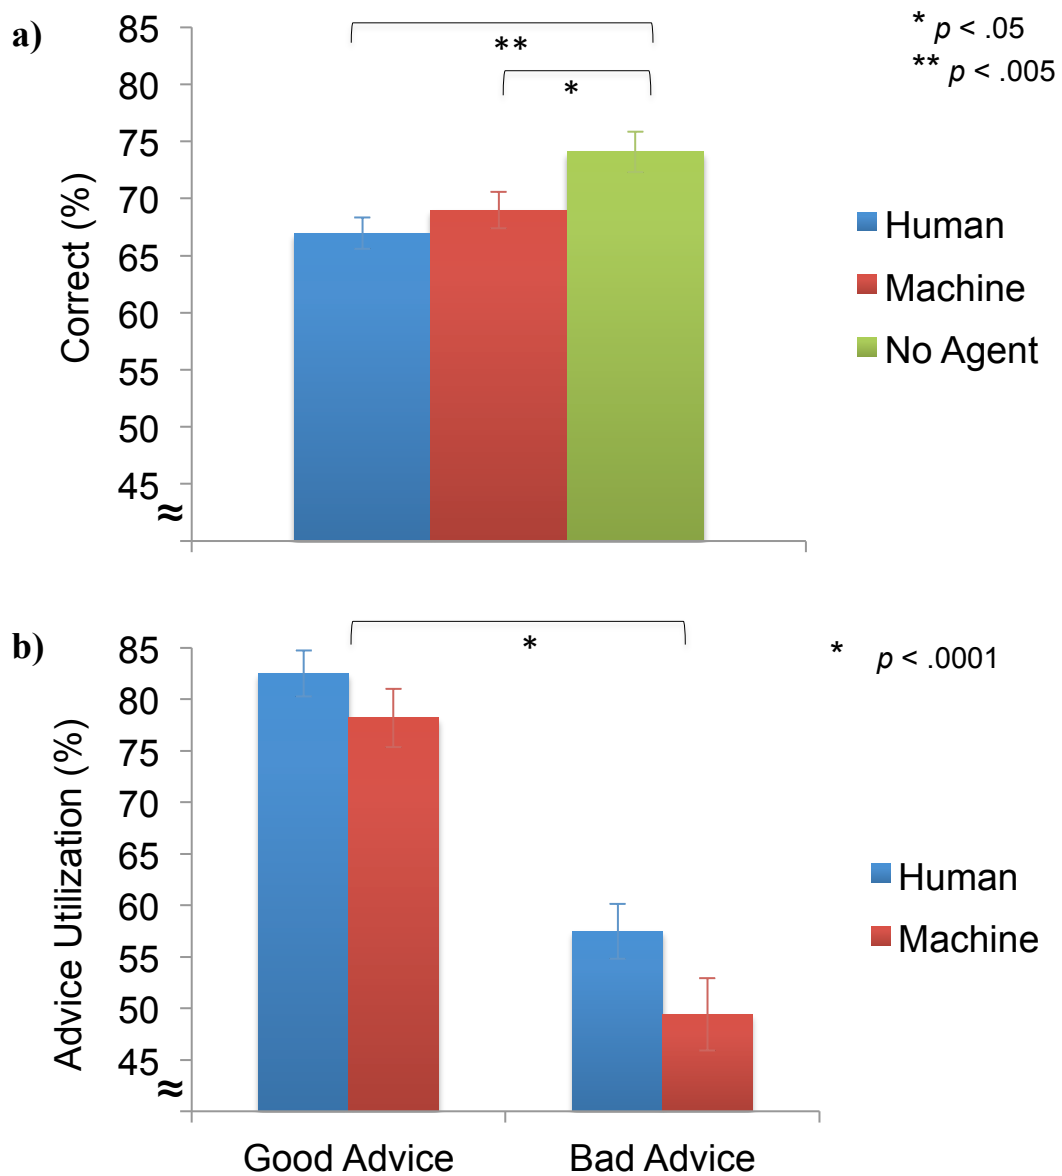 a)
* p < .05
** p < .005
**
*
85
80
75
70
65
60
55
50
45
≈
Correct (%)
Human
Machine
No Agent
b)
*
* p < .0001
85
80
75
70
65
60
55
50
45
≈
Advice Utilization (%)
Human
Machine
Good Advice
Bad Advice